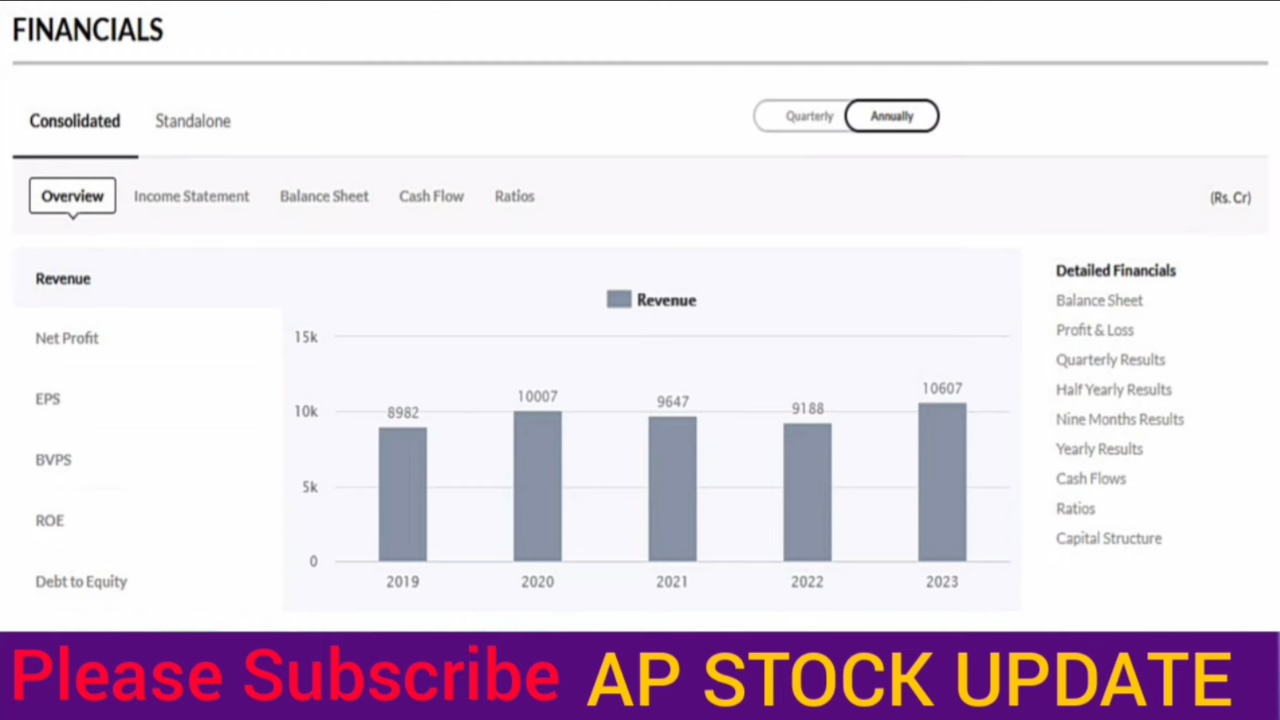 FINANCIALS
Consolidated Standalone Quarterly Annually
Overview Income Statement Balance Sheet Cash Flow Ratios (Rs. Cr)
Revenue
Net Profit
EPS
BVPS
ROE
Debt to Equity
Revenue
15k
10k
5k
0
8982 10007 9647 9188 10607
2019 2020 2021 2022 2023
Detailed Financials
Balance Sheet
Profit & Loss
Quarterly Results
Half Yearly Results
Nine Months Results
Yearly Results
Cash Flows
Ratios
Capital Structure
Please Subscribe AP STOCK UPDATE